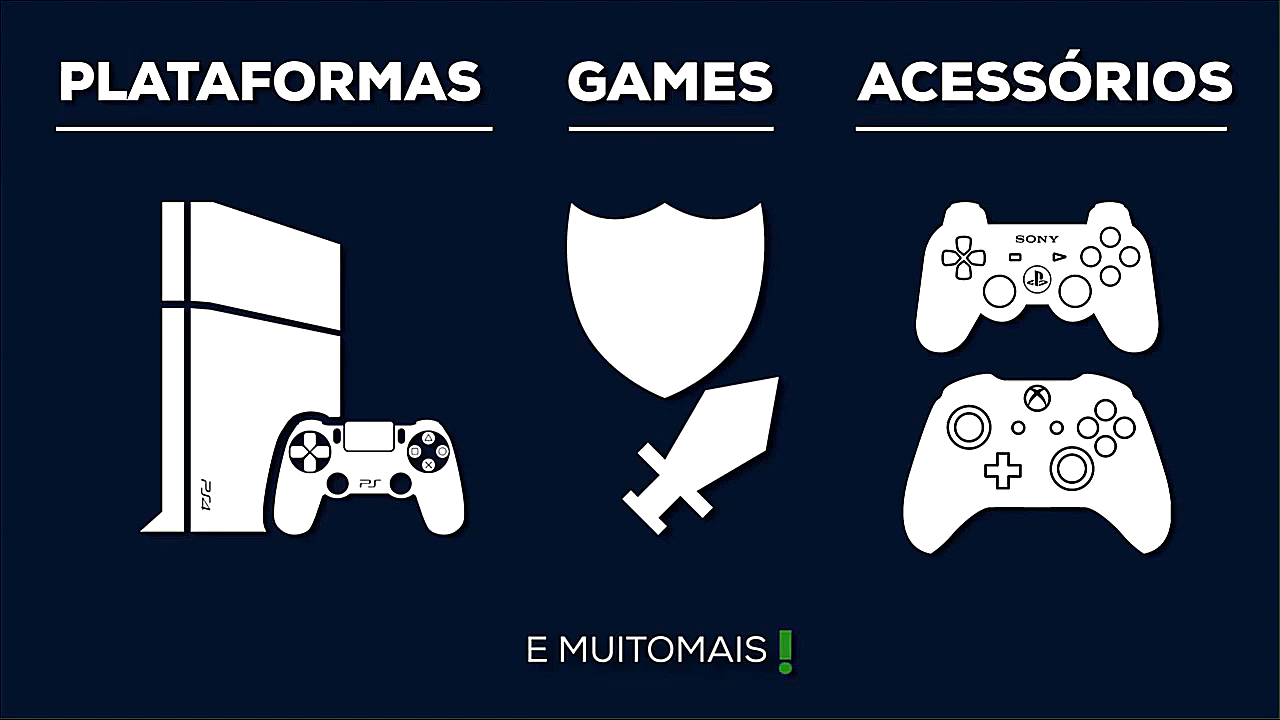 PLATAFORMAS GAMES ACESSÓRIOS
SONY
PS4
PS
E MUITOMAIS!